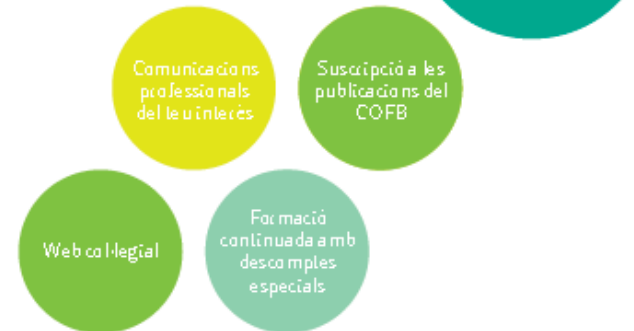 Comunicacions
professionals
del teu interès
Suscripció a les
publicacions del
COFB
Web col·legial
Formació
continuada amb
descomptes
especials